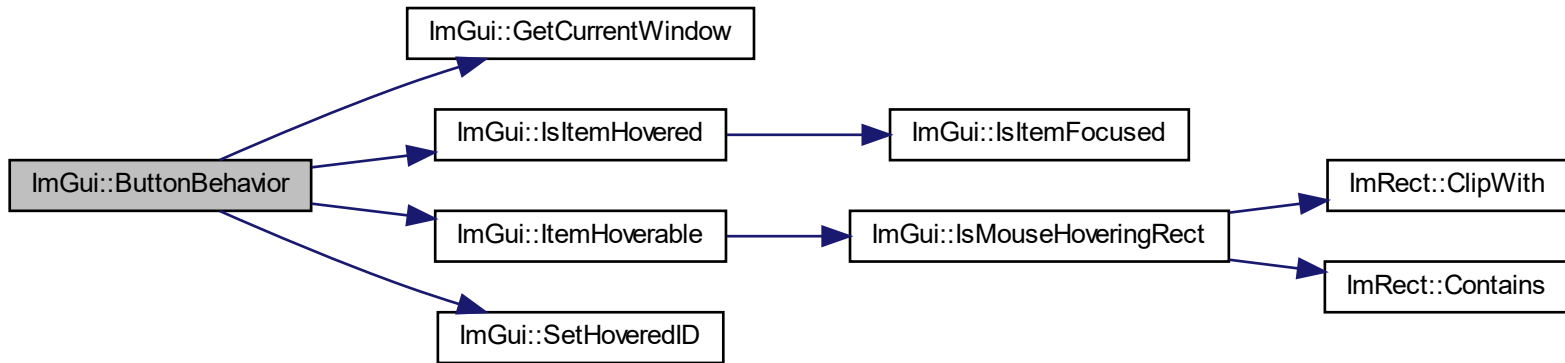 ImGui::GetCurrentWindow
ImGui::IsItemHovered
ImGui::IsItemFocused
ImGui::ButtonBehavior
ImRect::ClipWith
ImGui::ItemHoverable
ImGui::IsMouseHoveringRect
ImRect::Contains
ImGui::SetHoveredID